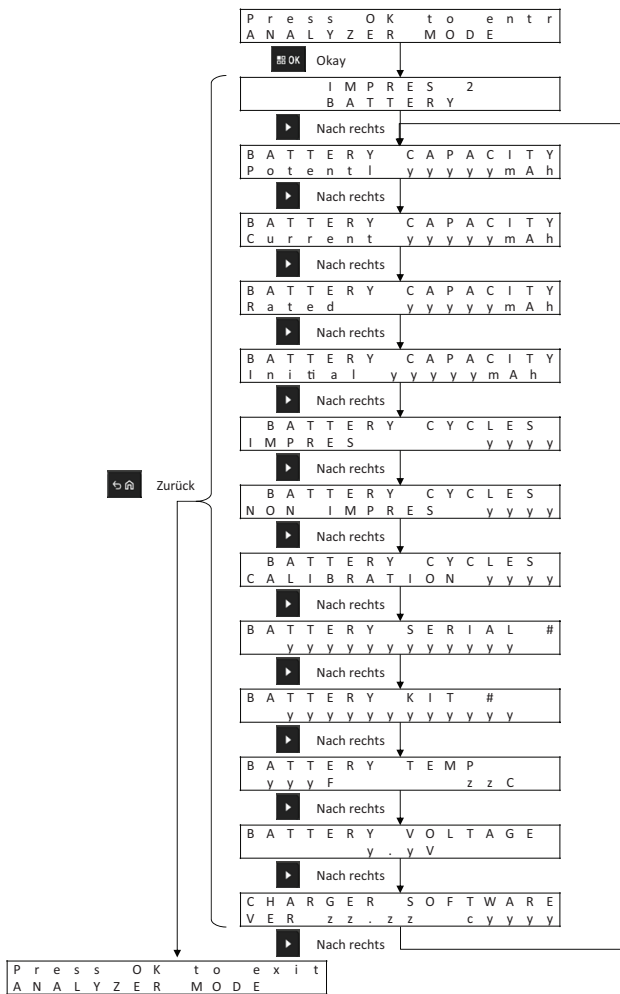 Press OK to entr
ANALYZER MODE
OK Okay
IMPRES 2
BATTERY
Nach rechts
BATTERY CAPACITY
Potentl yyyyymAh
Nach rechts
BATTERY CAPACITY
Current yyyyymAh
Nach rechts
BATTERY CAPACITY
Rated yyyyymAh
Nach rechts
BATTERY CAPACITY
Initial yyyyymAh
Nach rechts
BATTERY CYCLES
IMPRES yyyy
Nach rechts
Zurück
BATTERY CYCLES
NON IMPRES yyyy
Nach rechts
BATTERY CYCLES
CALIBRATION yyyy
Nach rechts
BATTERY SERIAL #
yyyyyyyyyyyy
Nach rechts
BATTERY KIT #
yyyyyyyyyyyy
Nach rechts
BATTERY TEMP
yyyF zzC
Nach rechts
BATTERY VOLTAGE
y.yV
Nach rechts
CHARGER SOFTWARE
VER zz.zz cyyyy
Nach rechts
Press OK to exit
ANALYZER MODE